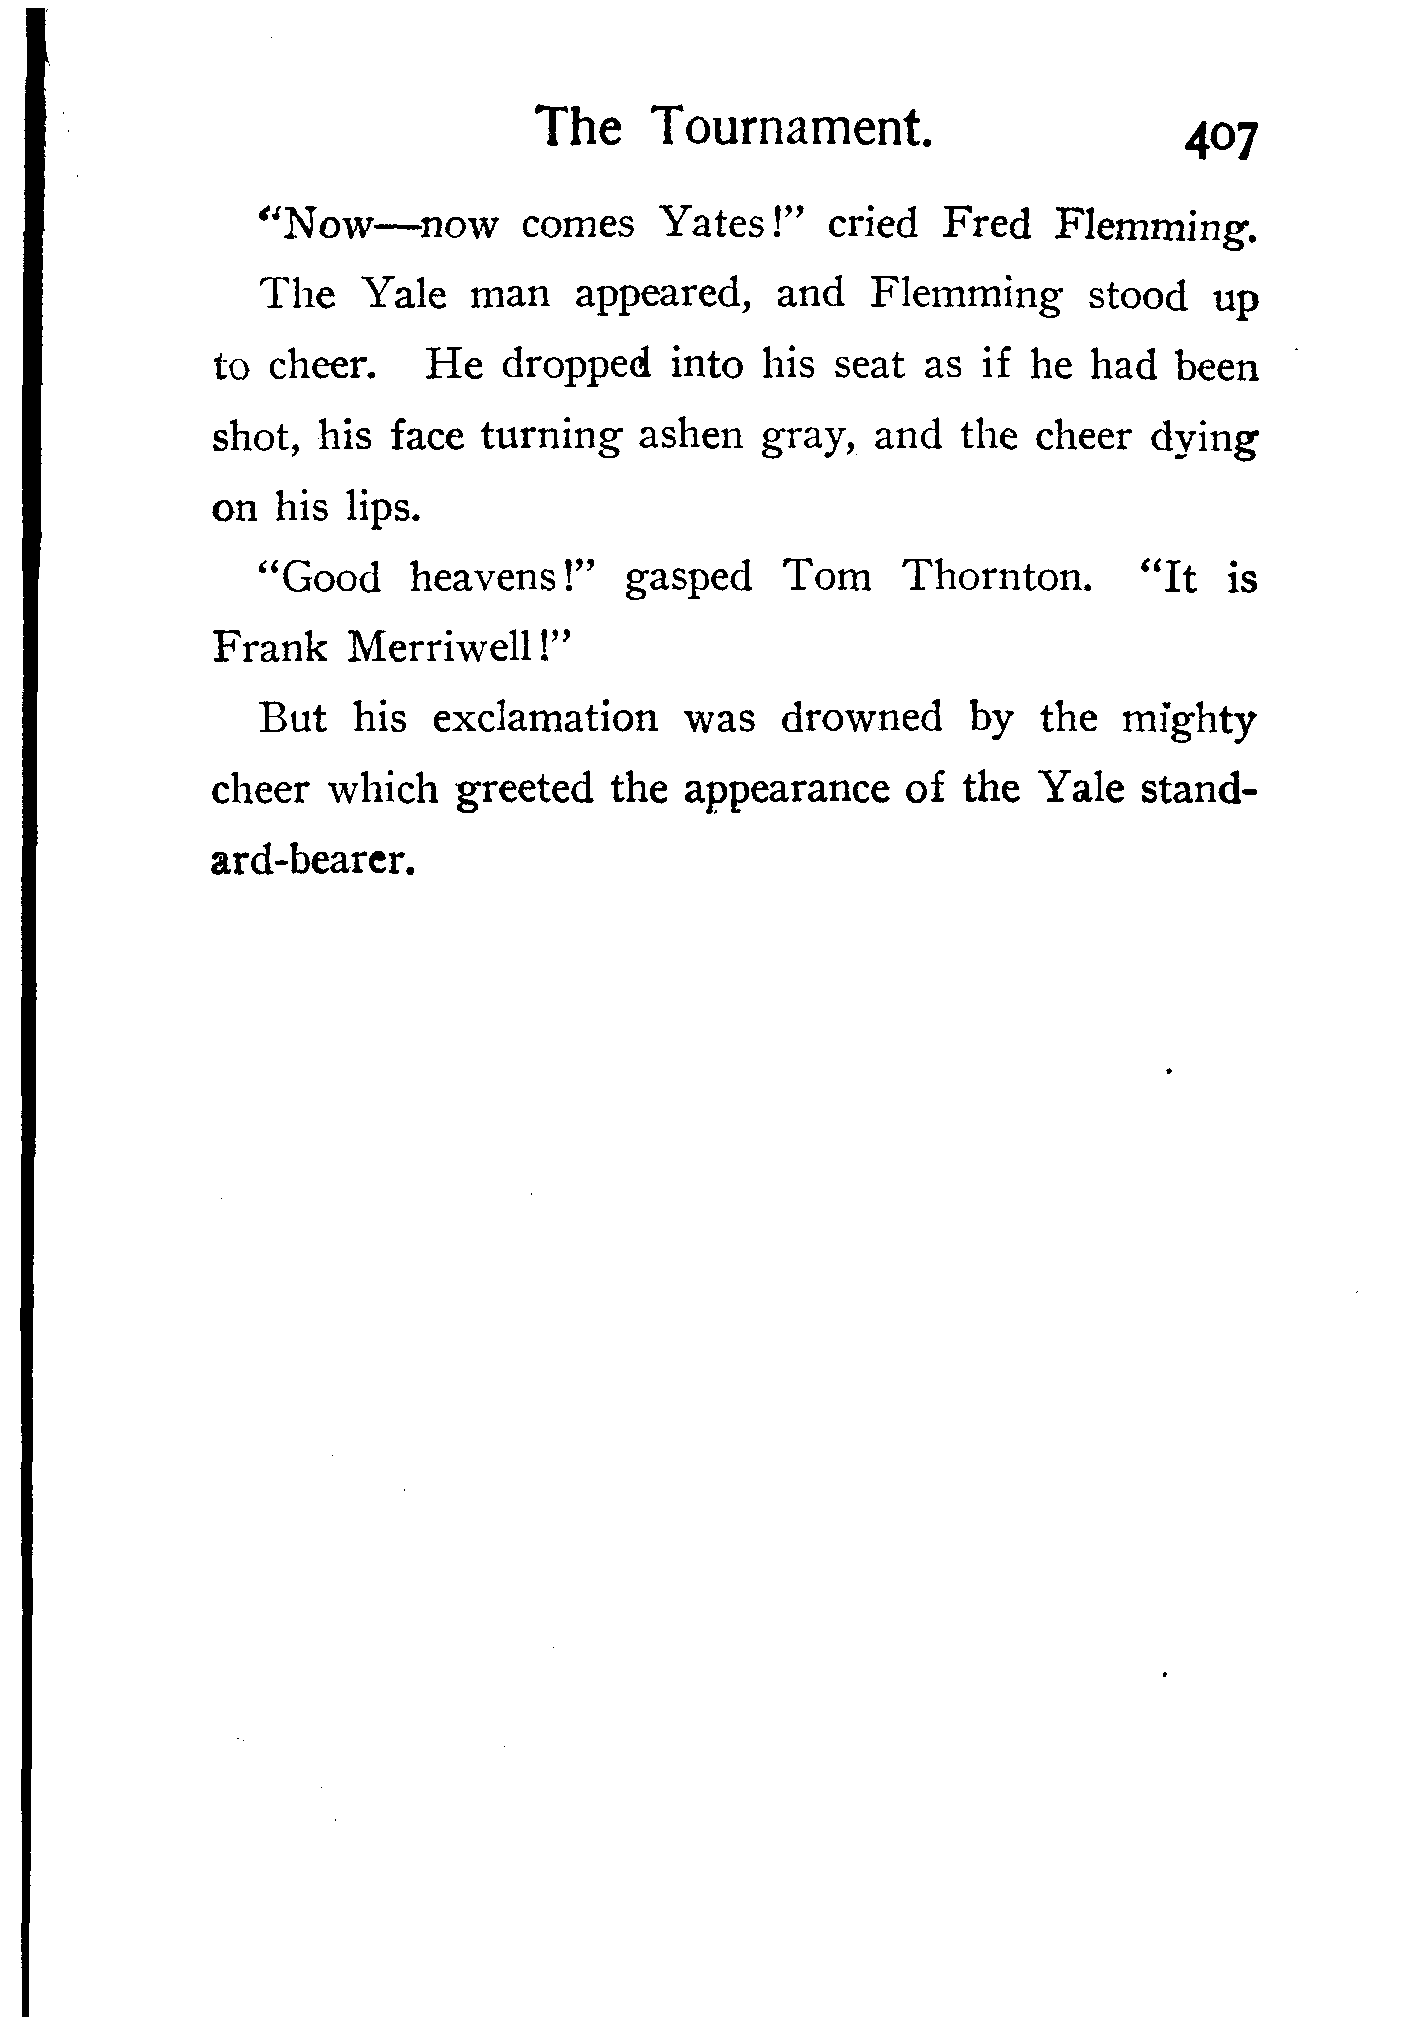 The Tournament. 407
"Now—now comes Yates!" cried Fred Flemming.
The Yale man appeared, and Flemming stood up
to cheer. He dropped into his seat as if he had been
shot, his face turning ashen gray, and the cheer dying
on his lips.
"Good heavens!" gasped Tom Thornton. "It is
Frank Merriwell!"
But his exclamation was drowned by the mighty
cheer which greeted the appearance of the Yale stand-
ard-bearer.